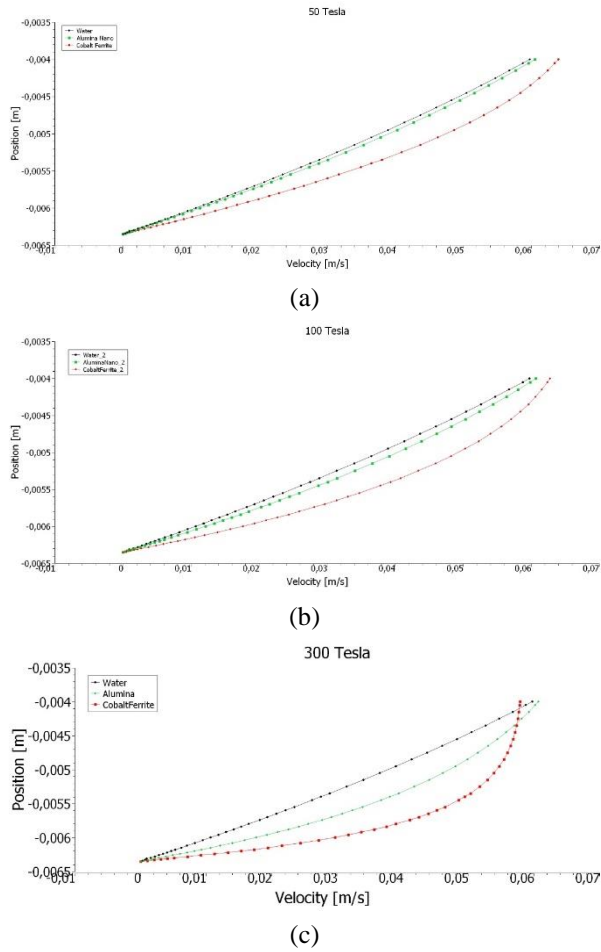 50 Tesla
-0,0035
Water
Alumina Nano
Cobalt Ferrite
-0,004
-0,0045
-0,005
-0,0055
-0,006
-0,0065
Position [m]
-0,01 0 0,01 0,02 0,03 0,04 0,05 0,06 0,07
Velocity [m/s]
(a)
100 Tesla
-0,0035
Water_2
AluminaNano_2
CobaltFerrite_2
-0,004
-0,0045
-0,005
-0,0055
-0,006
-0,0065
Position [m]
-0,01 0 0,01 0,02 0,03 0,04 0,05 0,06 0,07
Velocity [m/s]
(b)
300 Tesla
-0,0035
Water
Alumina
CobaltFerrite
-0,004
-0,0045
-0,005
-0,0055
-0,006
-0,0065
Position [m]
-0,01 0 0,01 0,02 0,03 0,04 0,05 0,06 0,07
Velocity [m/s]
(c)